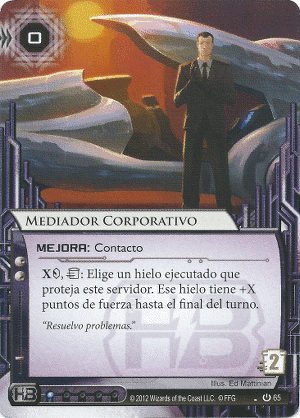 0
MEDIADOR CORPORATIVO
MEJORA: Contacto
X, : Elige un hielo ejecutado que
proteja este servidor. Ese hielo tiene +X
puntos de fuerza hasta el final del turno.
“Resuelvo problemas.”
2
Illus. Ed Mattinian
HB
© 2012 Wizards of the Coast LLC. © FFG
65